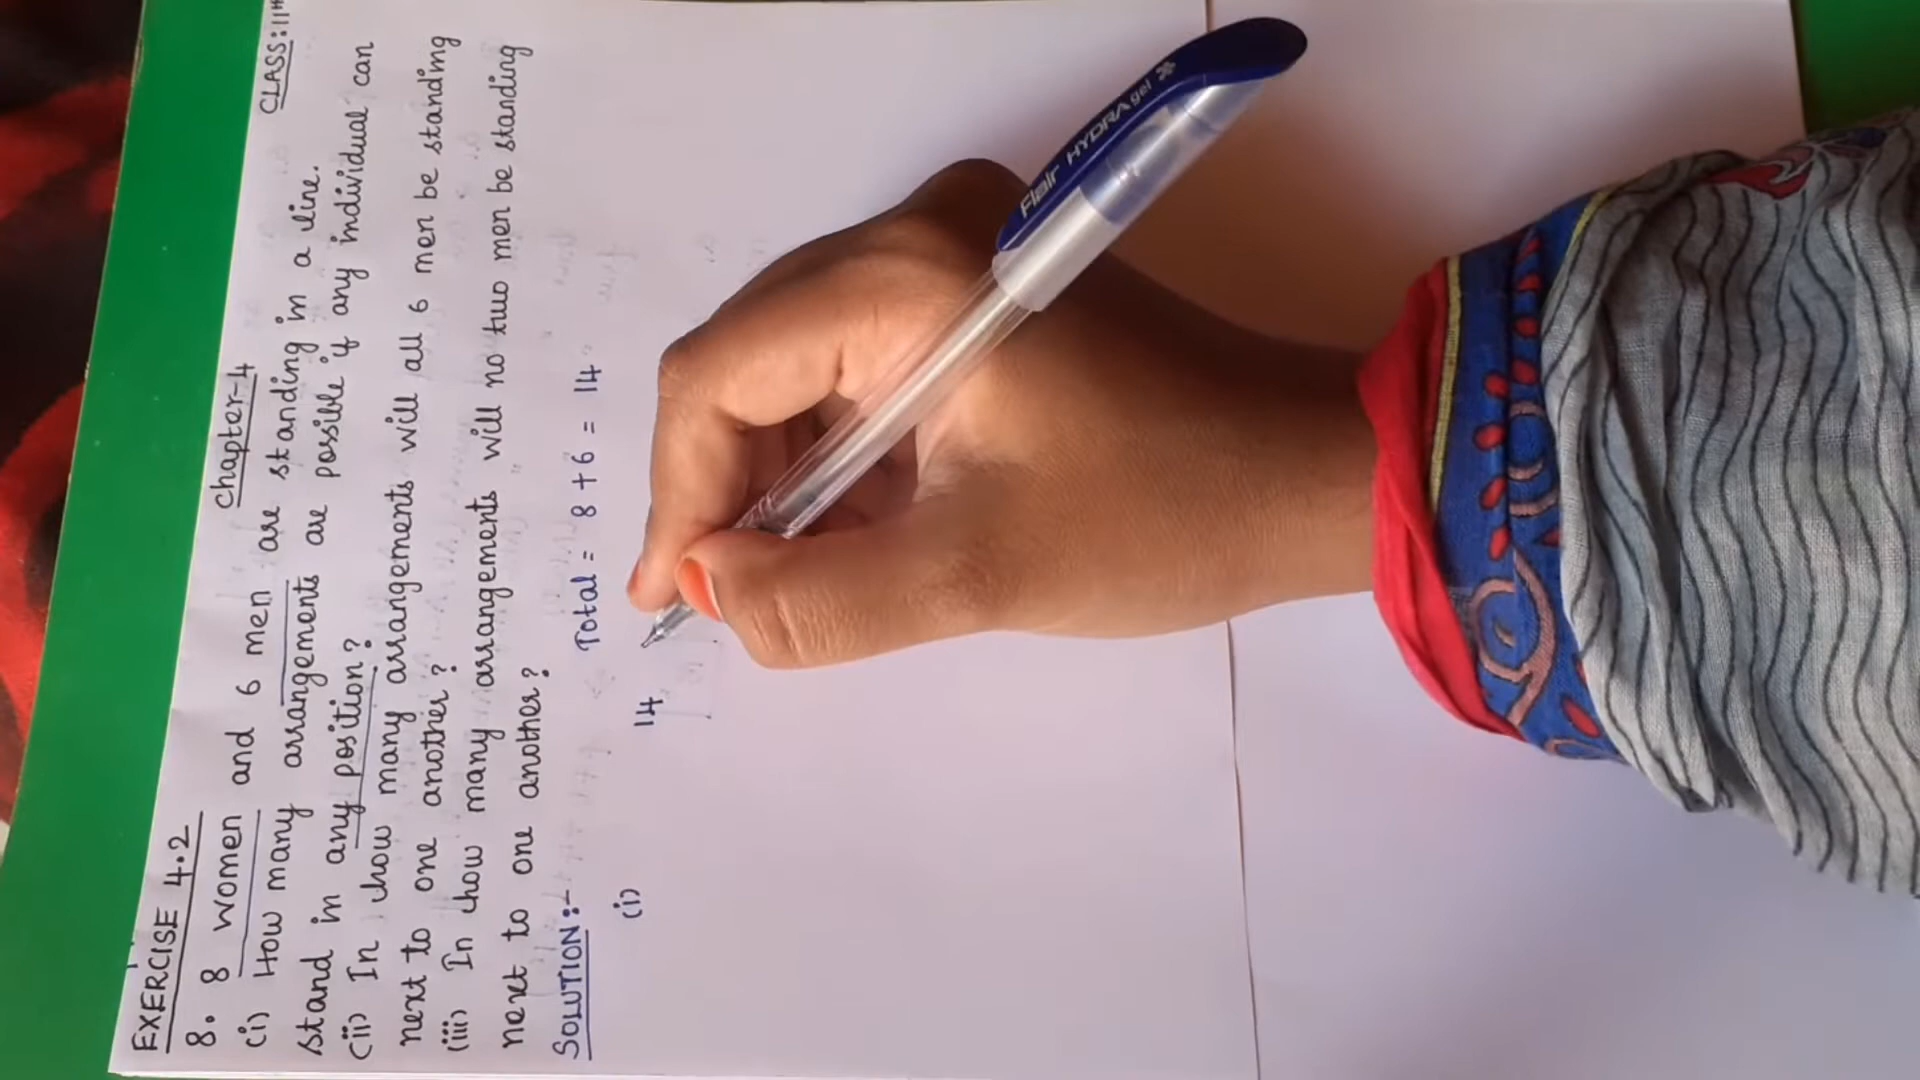 EXERCISE 4.2 Chapter-4 CLASS:11th
8. 8 women and 6 men are standing in a line.
(i) How many arrangements are possible if any individual can
stand in any position?
(ii) In how many arrangements will all 6 men be standing
next to one another?
(iii) In how many arrangements will no two men be standing
next to one another?
SOLUTION:- Total = 8 + 6 = 14
(i) 14
Flair HYDRA gel